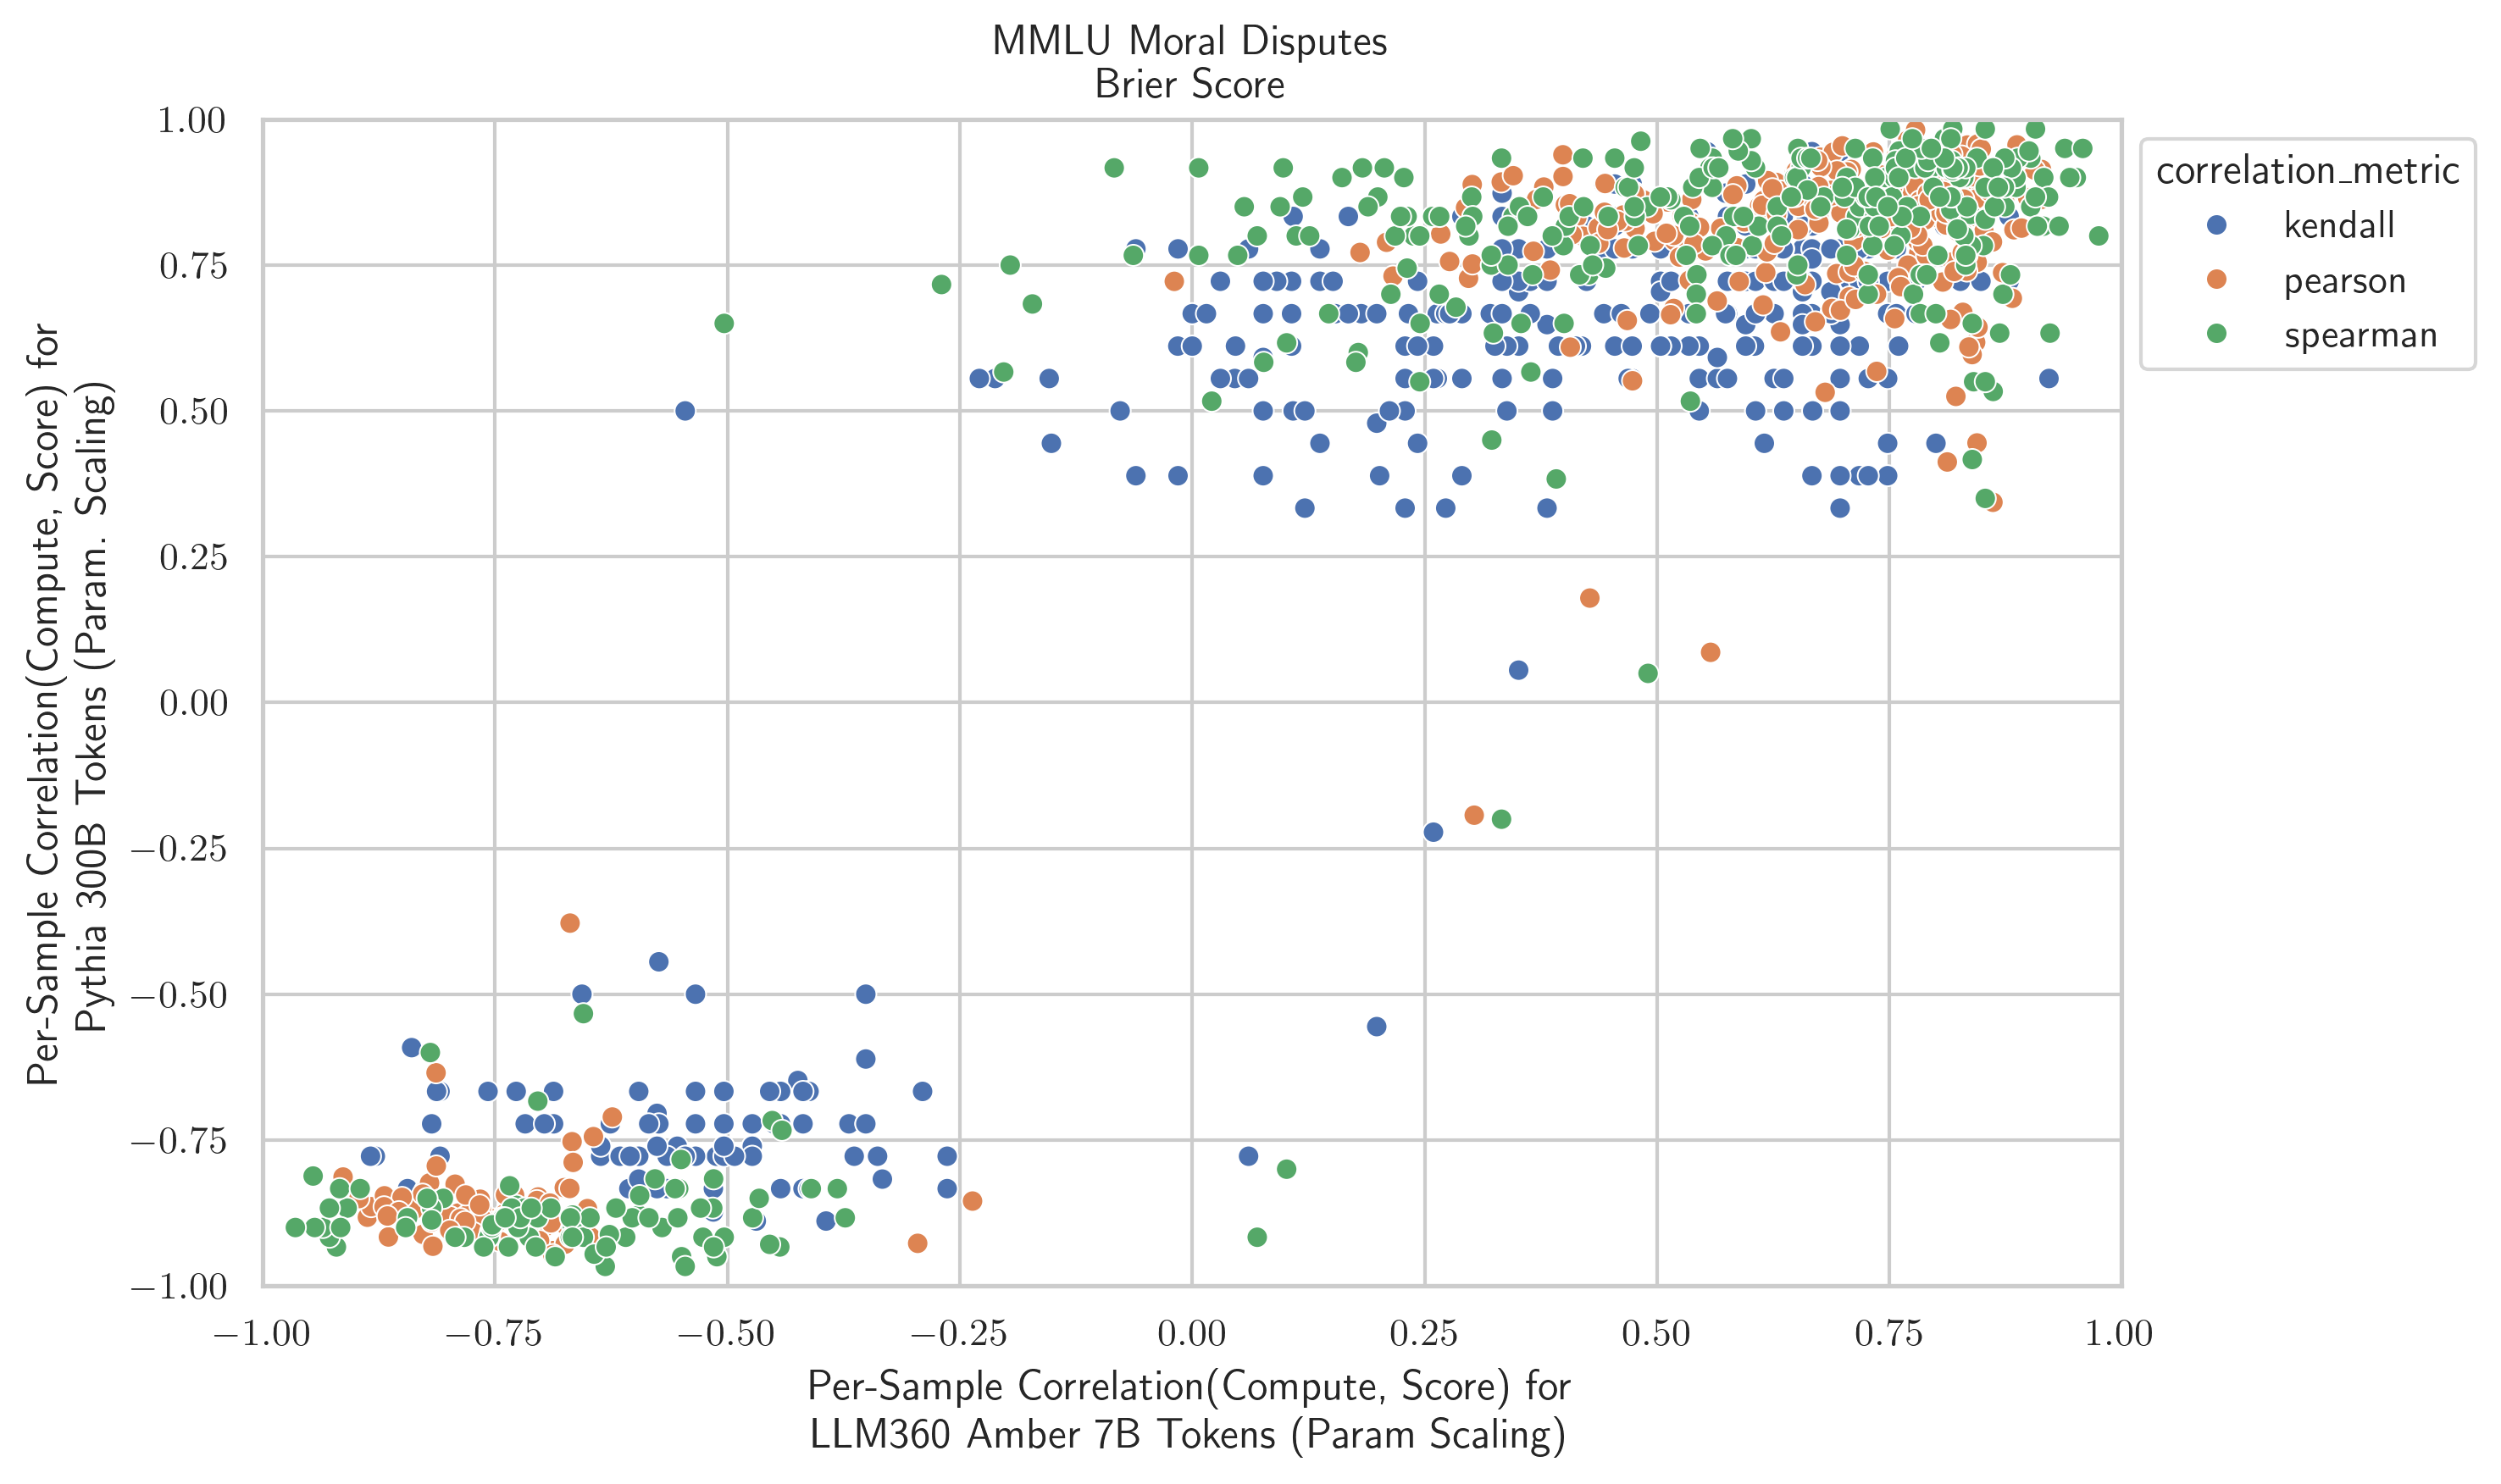 MMLU Moral Disputes
Brier Score
Per-Sample Correlation(Compute, Score) for
Pythia 300B Tokens (Param. Scaling)
1.00
0.75
0.50
0.25
0.00
−0.25
−0.50
−0.75
−1.00
−1.00 −0.75 −0.50 −0.25 0.00 0.25 0.50 0.75 1.00
Per-Sample Correlation(Compute, Score) for
LLM360 Amber 7B Tokens (Param Scaling)
correlation_metric
kendall
pearson
spearman